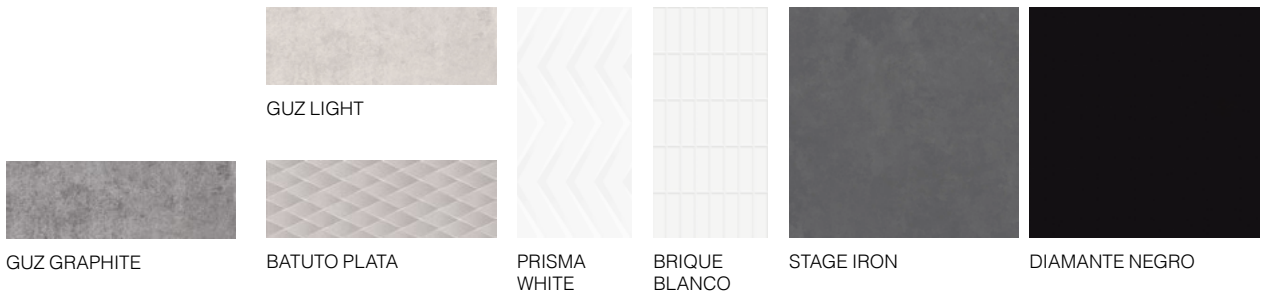 GUZ LIGHT
GUZ GRAPHITE
BATUTO PLATA
PRISMA
WHITE
BRIQUE
BLANCO
STAGE IRON
DIAMANTE NEGRO